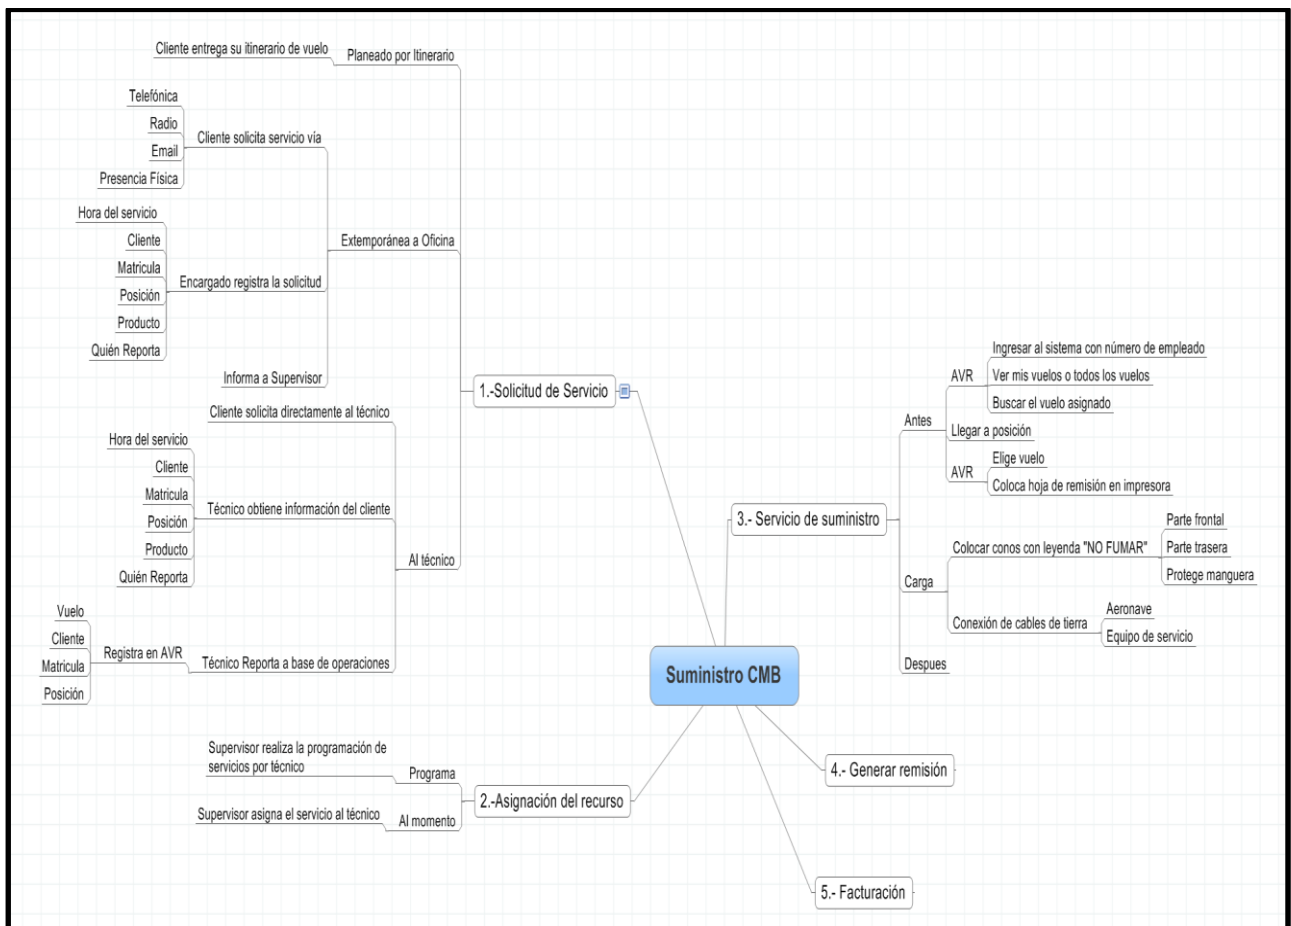 Suministro CMB
1.-Solicitud de Servicio
Planeado por Itinerario
Cliente entrega su itinerario de vuelo
Extemporánea a Oficina
Cliente solicita servicio vía
Telefónica
Radio
Email
Presencia Física
Encargado registra la solicitud
Hora del servicio
Cliente
Matricula
Posición
Producto
Quién Reporta
Informa a Supervisor
Al técnico
Cliente solicita directamente al técnico
Técnico obtiene información del cliente
Hora del servicio
Cliente
Matricula
Posición
Producto
Quién Reporta
Técnico Reporta a base de operaciones
Registra en AVR
Vuelo
Cliente
Matricula
Posición
2.-Asignación del recurso
Programa
Supervisor realiza la programación de
servicios por técnico
Al momento
Supervisor asigna el servicio al técnico
3.- Servicio de suministro
Antes
AVR
Ingresar al sistema con número de empleado
Ver mis vuelos o todos los vuelos
Buscar el vuelo asignado
Llegar a posición
AVR
Elige vuelo
Coloca hoja de remisión en impresora
Carga
Colocar conos con leyenda "NO FUMAR"
Parte frontal
Parte trasera
Protege manguera
Conexión de cables de tierra
Aeronave
Equipo de servicio
Despues
4.- Generar remisión
5.- Facturación